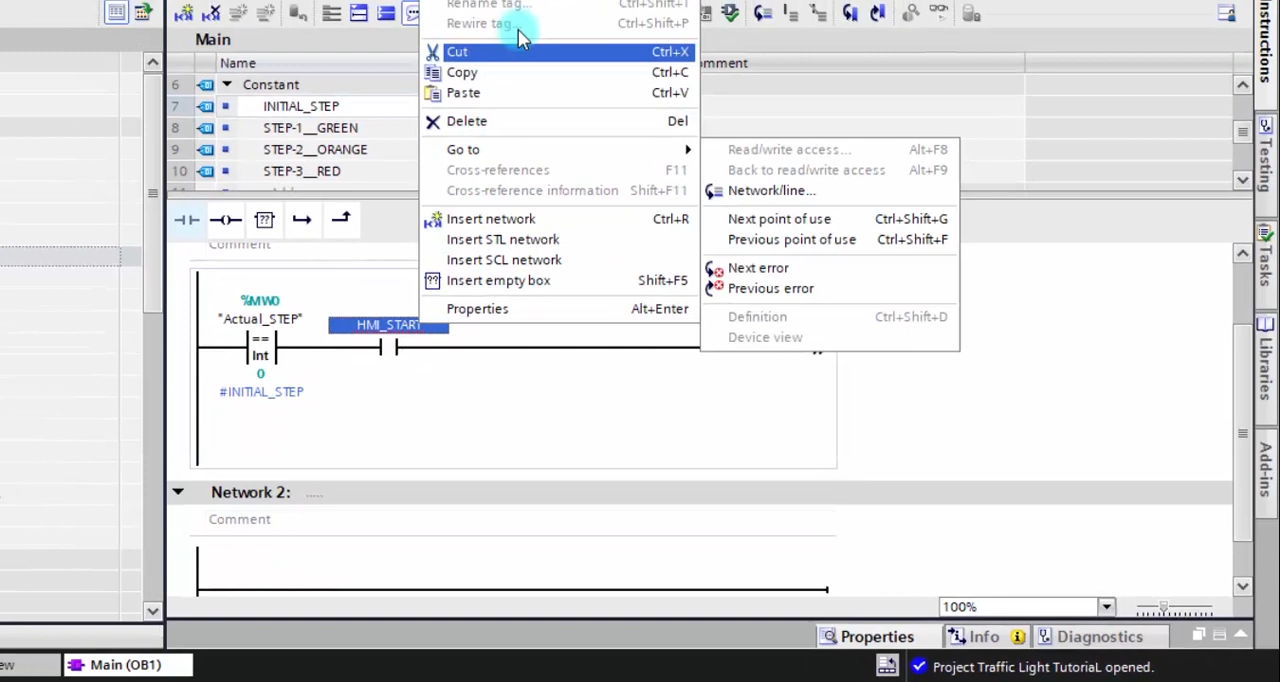 Rename tag... Ctrl+Shift+T
Rewire tag... Ctrl+Shift+P
Main
Cut Ctrl+X
Name
Copy Ctrl+C
6 Constant
Paste Ctrl+V
7 INITIAL_STEP
8 STEP-1__GREEN
Delete Del
9 STEP-2__ORANGE
Go to
Read/write access... Alt+F8
10 STEP-3__RED
Cross-references F11
Back to read/write access Alt+F9
Cross-reference information Shift+F11
Network/line...
Insert network Ctrl+R
Next point of use Ctrl+Shift+G
Insert STL network
Previous point of use Ctrl+Shift+F
Comment
Insert SCL network
Next error
Insert empty box Shift+F5
Previous error
Properties Alt+Enter
Definition Ctrl+Shift+D
Device view
%MW0
"Actual_STEP"
HMI_START
==
Int
0
#INITIAL_STEP
Network 2: .....
Comment
100%
Properties
Info
Diagnostics
Main (OB1)
Project Traffic Light TutoriaL opened.
Instructions
Testing
Tasks
Libraries
Add-ins